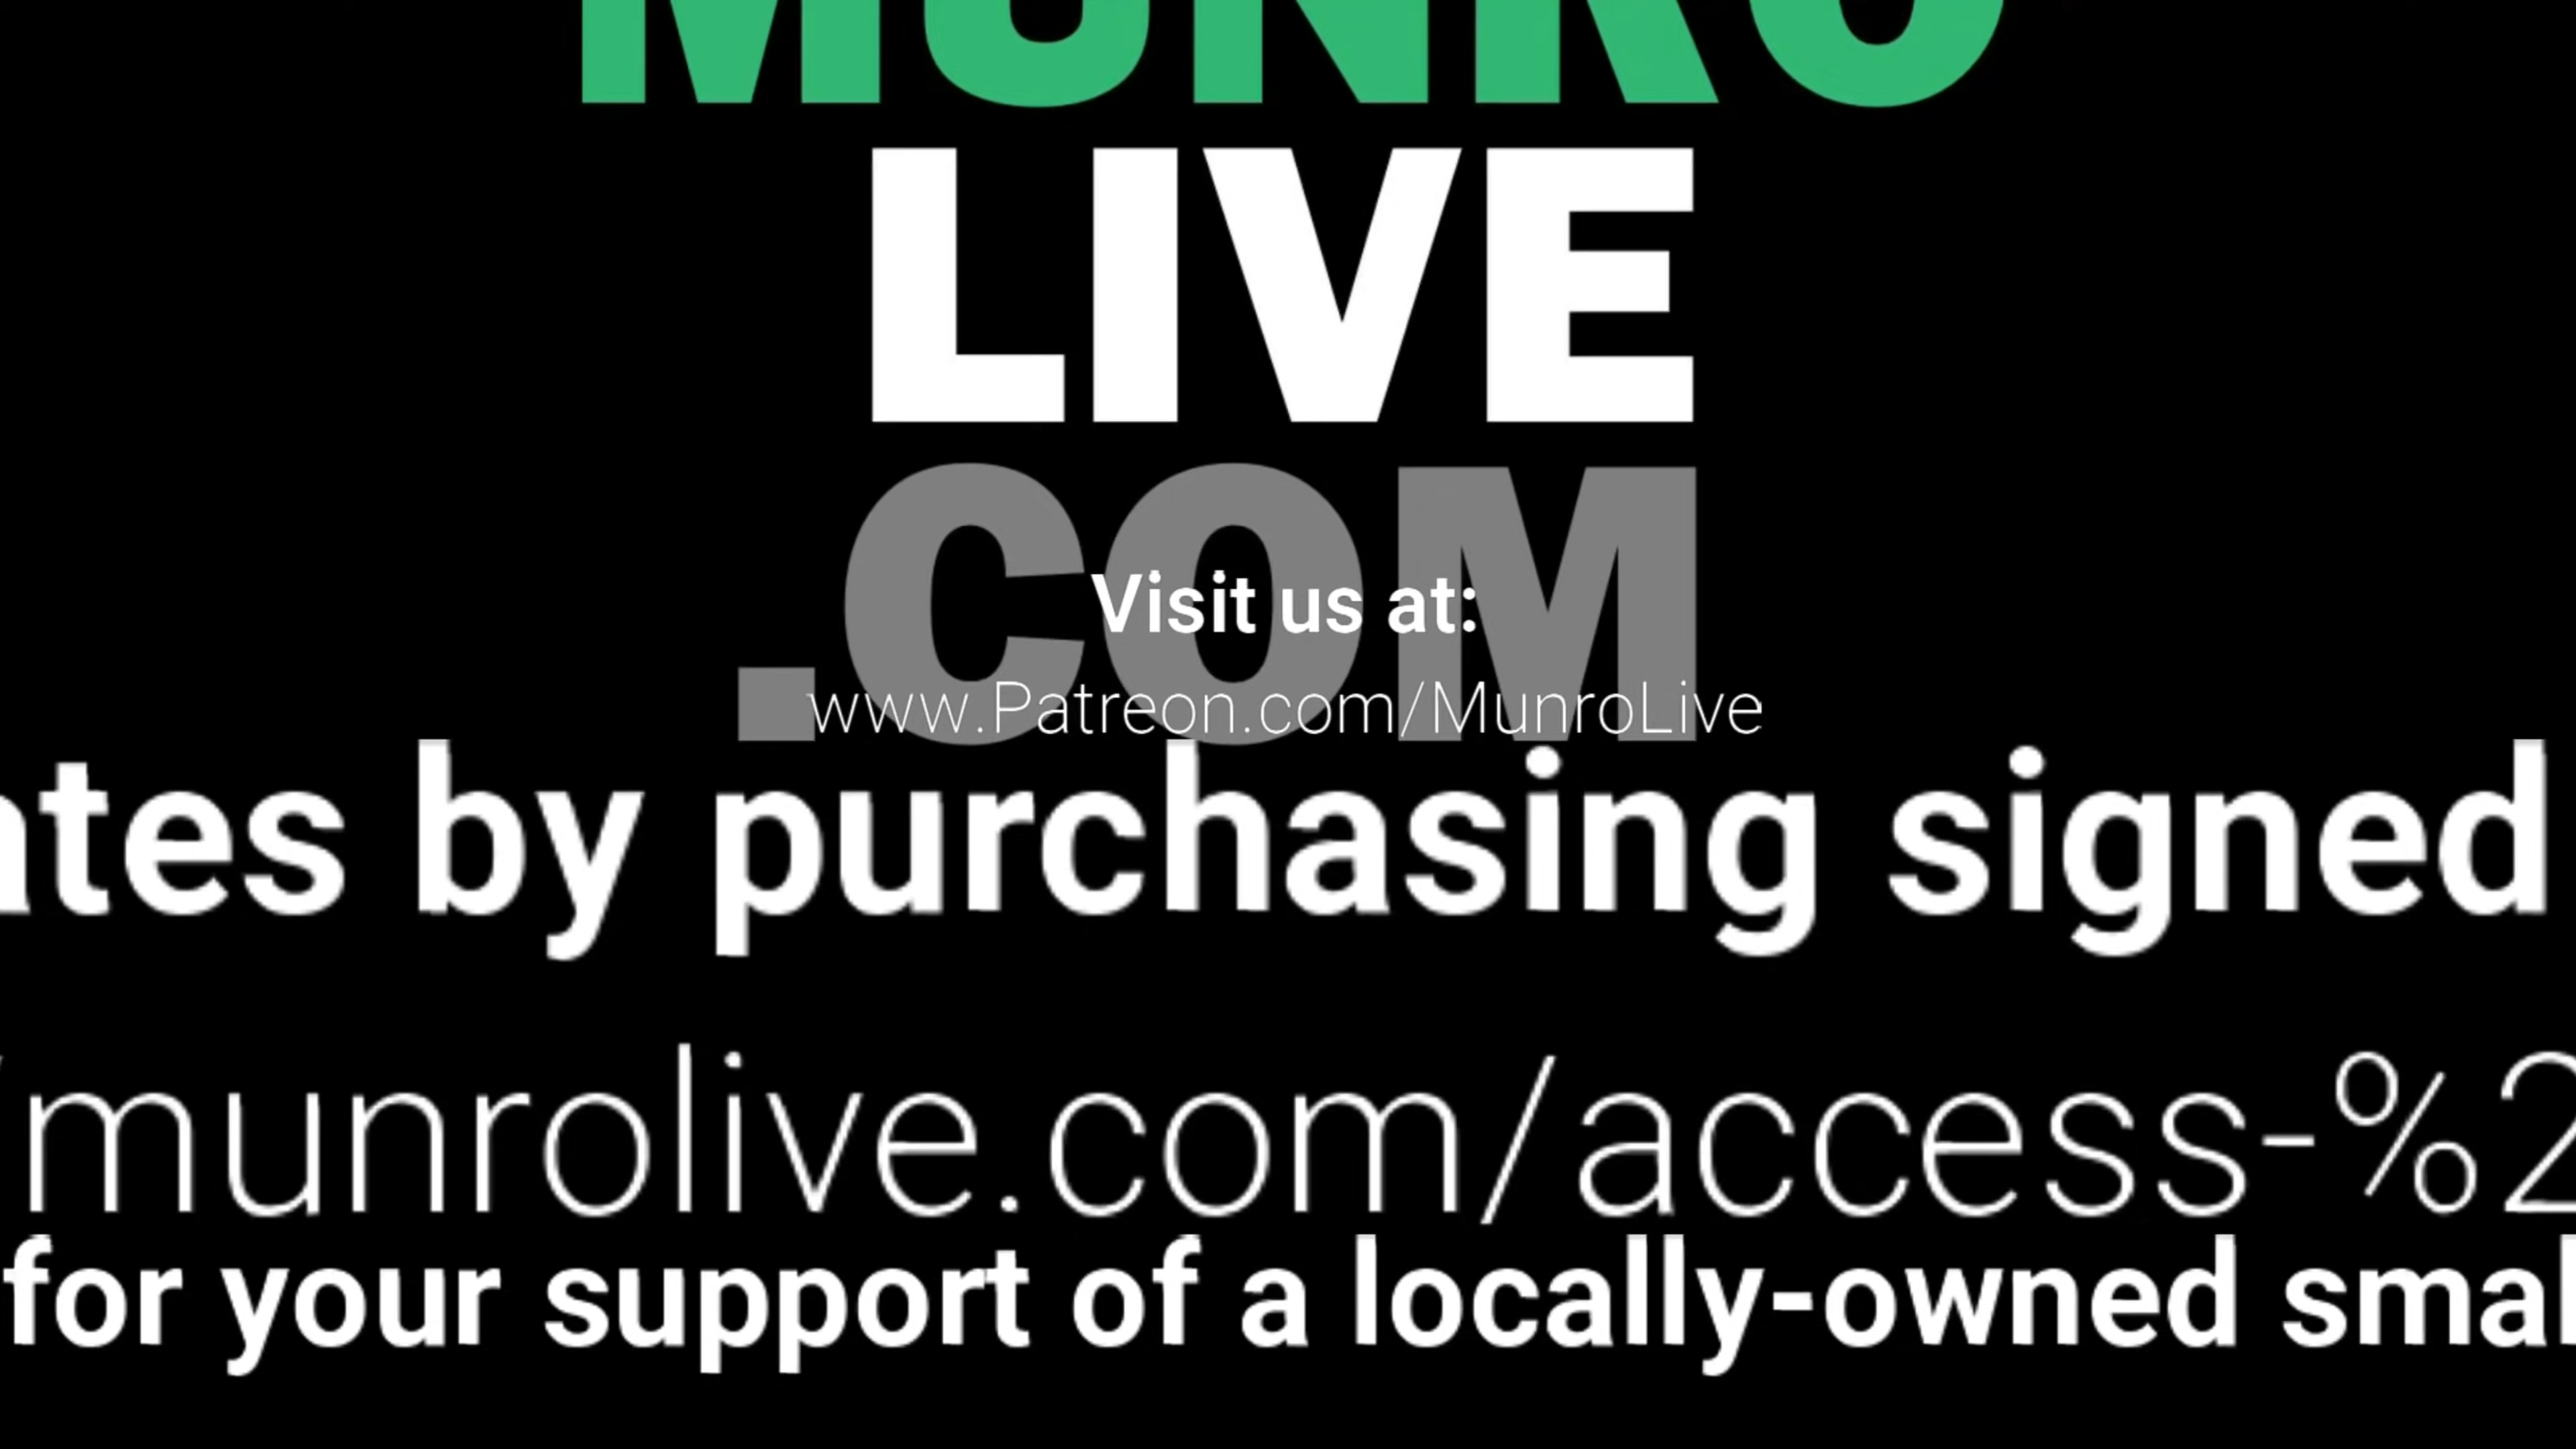 MUNRO
LIVE
.COM
Visit us at:
www.Patreon.com/MunroLive
ates by purchasing signed
/munrolive.com/access-%2
for your support of a locally-owned smal